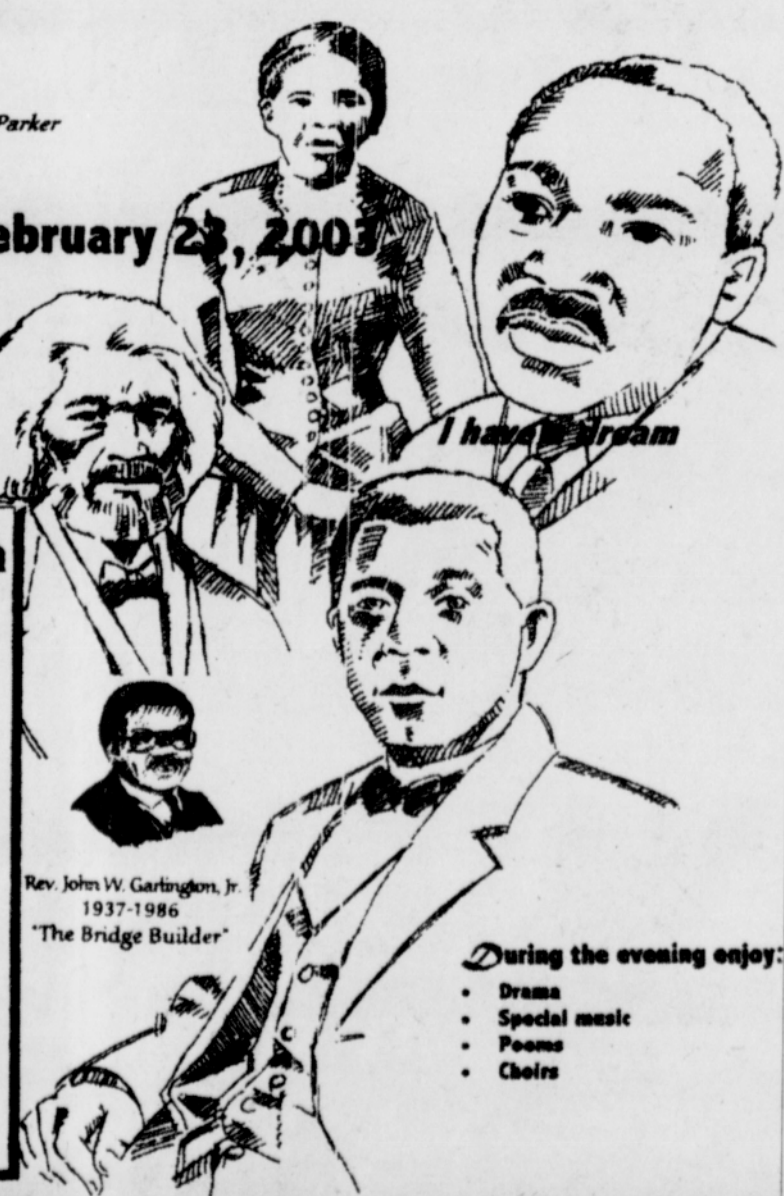 Parker
ebruary 23, 2003
I have a dream
Rev. John W. Garlington, Jr.
1937-1986
"The Bridge Builder"
During the evening enjoy:
• Drama
• Special music
• Poems
• Choirs